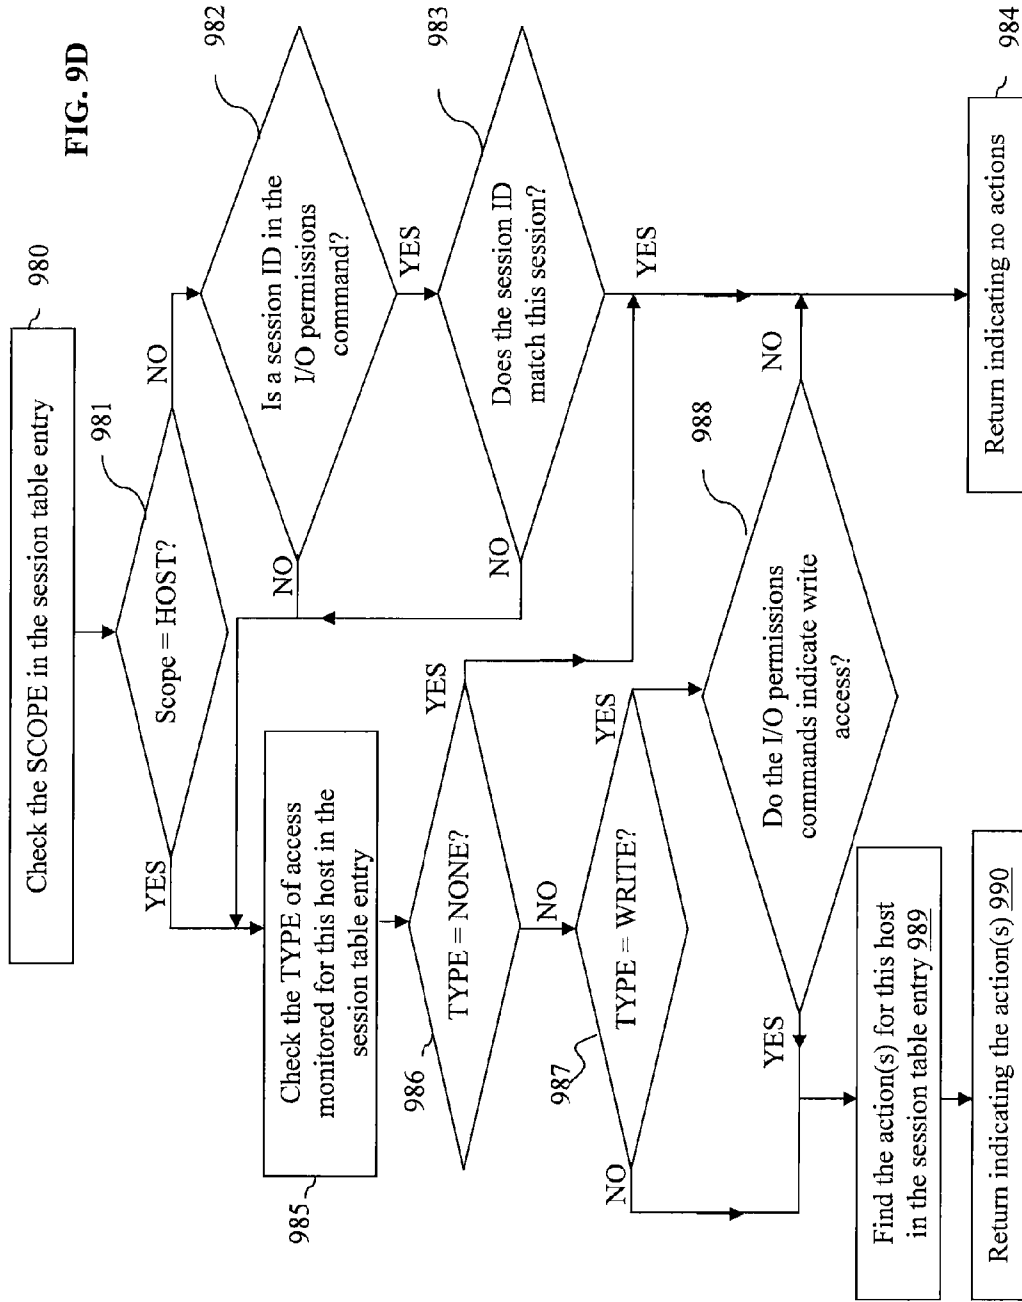 FIG. 9D
980
Check the SCOPE in the session table entry
981
Scope = HOST?
YES
NO
982
Is a session ID in the
I/O permissions
command?
NO
YES
983
Does the session ID
match this session?
NO
YES
985
Check the TYPE of access
monitored for this host in the
session table entry
986
TYPE = NONE?
YES
NO
987
TYPE = WRITE?
YES
NO
988
Do the I/O permissions
commands indicate write
access?
NO
YES
Find the action(s) for this host
in the session table entry 989
Return indicating the action(s) 990
984
Return indicating no actions